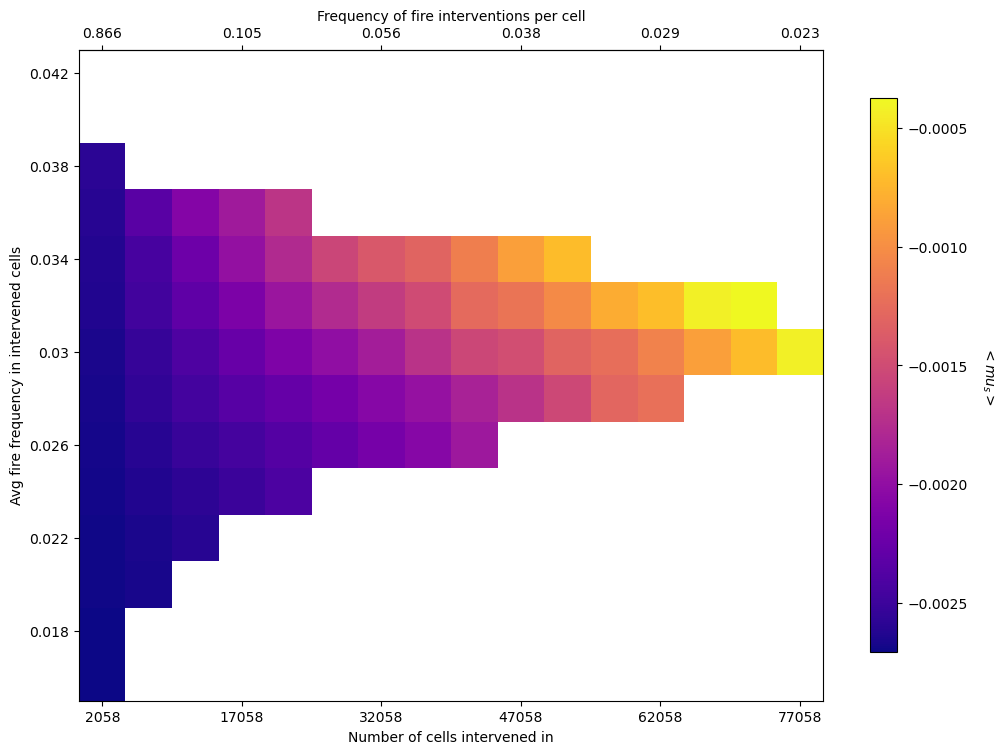 Frequency of fire interventions per cell
0.866 0.105 0.056 0.038 0.029 0.023
0.042
0.038
0.034
0.03
0.026
0.022
0.018
Avg fire frequency in intervened cells
2058 17058 32058 47058 62058 77058
Number of cells intervened in
−0.0005
−0.0010
−0.0015
−0.0020
−0.0025
< mu_s >